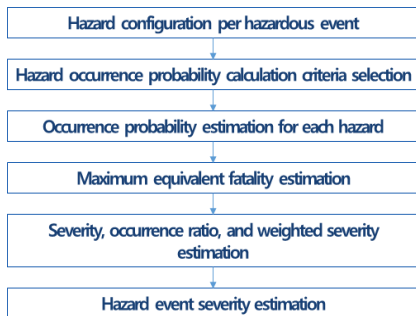 Hazard configuration per hazardous event
Hazard occurrence probability calculation criteria selection
Occurrence probability estimation for each hazard
Maximum equivalent fatality estimation
Severity, occurrence ratio, and weighted severity
estimation
Hazard event severity estimation